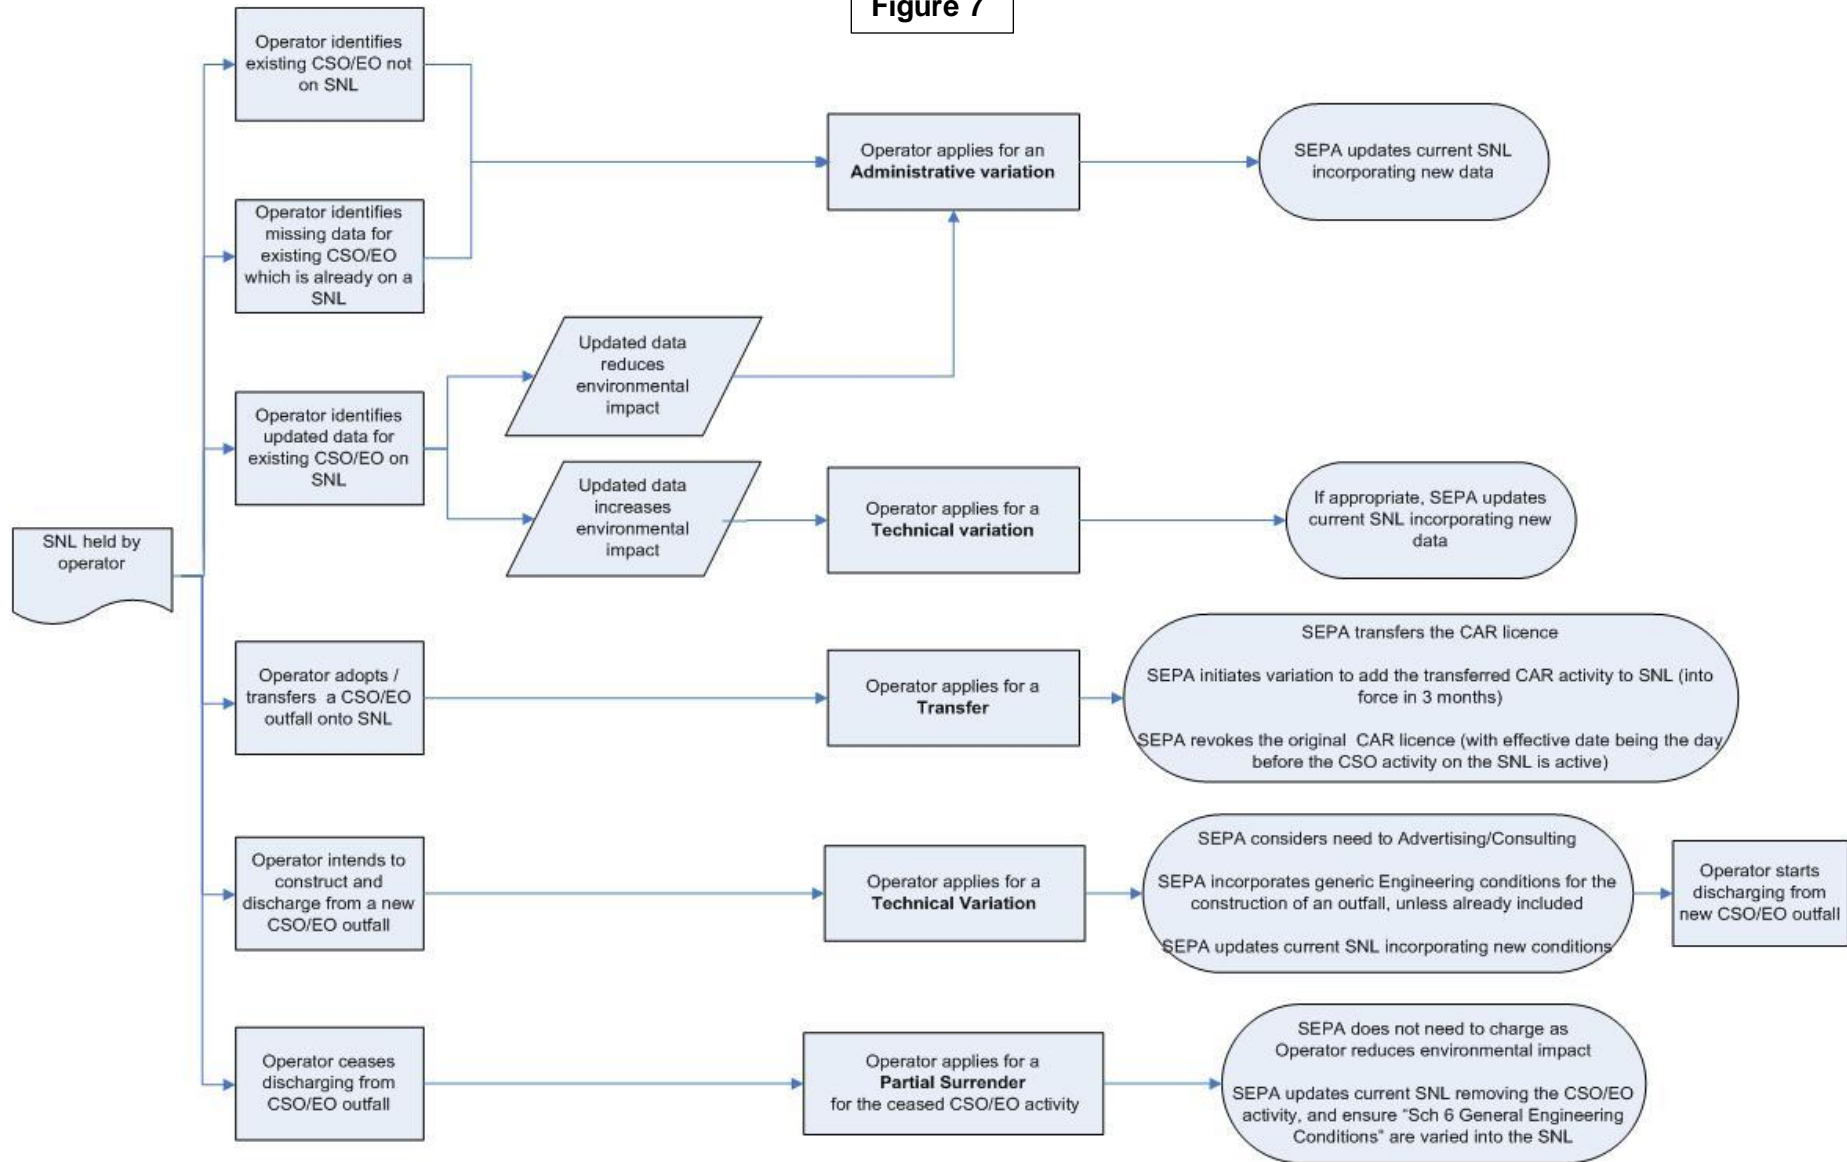 Figure 7
Operator identifies
existing CSO/EO not
on SNL
Operator applies for an
Administrative variation
SEPA updates current SNL
incorporating new data
Operator identifies
missing data for
existing CSO/EO
which is already on a
SNL
Updated data
reduces
environmental
impact
Operator identifies
updated data for
existing CSO/EO on
SNL
Updated data
increases
environmental
impact
Operator applies for a
Technical variation
If appropriate, SEPA updates
current SNL incorporating new
data
SNL held by
operator
Operator adopts /
transfers a CSO/EO
outfall onto SNL
Operator applies for a
Transfer
SEPA transfers the CAR licence
SEPA initiates variation to add the transferred CAR activity to SNL (into
force in 3 months)
SEPA revokes the original CAR licence (with effective date being the day
before the CSO activity on the SNL is active)
Operator intends to
construct and
discharge from a new
CSO/EO outfall
Operator applies for a
Technical Variation
SEPA considers need to Advertising/Consulting
SEPA incorporates generic Engineering conditions for the
construction of an outfall, unless already included
SEPA updates current SNL incorporating new conditions
Operator starts
discharging from
new CSO/EO outfall
Operator ceases
discharging from
CSO/EO outfall
Operator applies for a
Partial Surrender
for the ceased CSO/EO activity
SEPA does not need to charge as
Operator reduces environmental impact
SEPA updates current SNL removing the CSO/EO
activity, and ensure "Sch 6 General Engineering
Conditions" are varied into the SNL